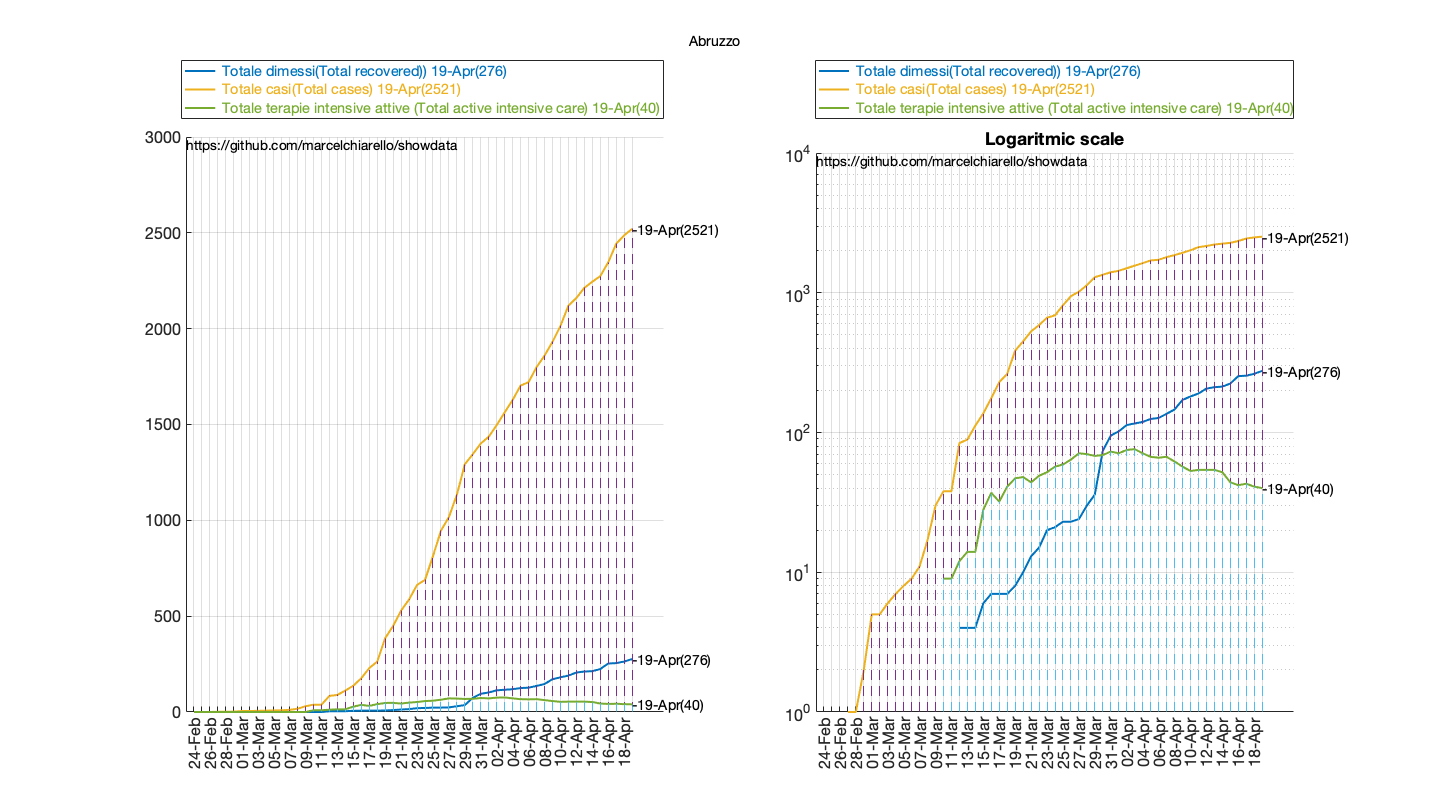 Abruzzo
Totale dimessi(Total recovered)) 19-Apr(276)
Totale casi(Total cases) 19-Apr(2521)
Totale terapie intensive attive (Total active intensive care) 19-Apr(40)
https://github.com/marcelchiarello/showdata
3000
2500
2000
1500
1000
500
0
19-Apr(2521)
19-Apr(276)
19-Apr(40)
24-Feb
26-Feb
28-Feb
01-Mar
03-Mar
05-Mar
07-Mar
09-Mar
11-Mar
13-Mar
15-Mar
17-Mar
19-Mar
21-Mar
23-Mar
25-Mar
27-Mar
29-Mar
31-Mar
02-Apr
04-Apr
06-Apr
08-Apr
10-Apr
12-Apr
14-Apr
16-Apr
18-Apr
Totale dimessi(Total recovered)) 19-Apr(276)
Totale casi(Total cases) 19-Apr(2521)
Totale terapie intensive attive (Total active intensive care) 19-Apr(40)
Logaritmic scale
https://github.com/marcelchiarello/showdata
10^4
10^3
10^2
10^1
10^0
19-Apr(2521)
19-Apr(276)
19-Apr(40)
24-Feb
26-Feb
28-Feb
01-Mar
03-Mar
05-Mar
07-Mar
09-Mar
11-Mar
13-Mar
15-Mar
17-Mar
19-Mar
21-Mar
23-Mar
25-Mar
27-Mar
29-Mar
31-Mar
02-Apr
04-Apr
06-Apr
08-Apr
10-Apr
12-Apr
14-Apr
16-Apr
18-Apr